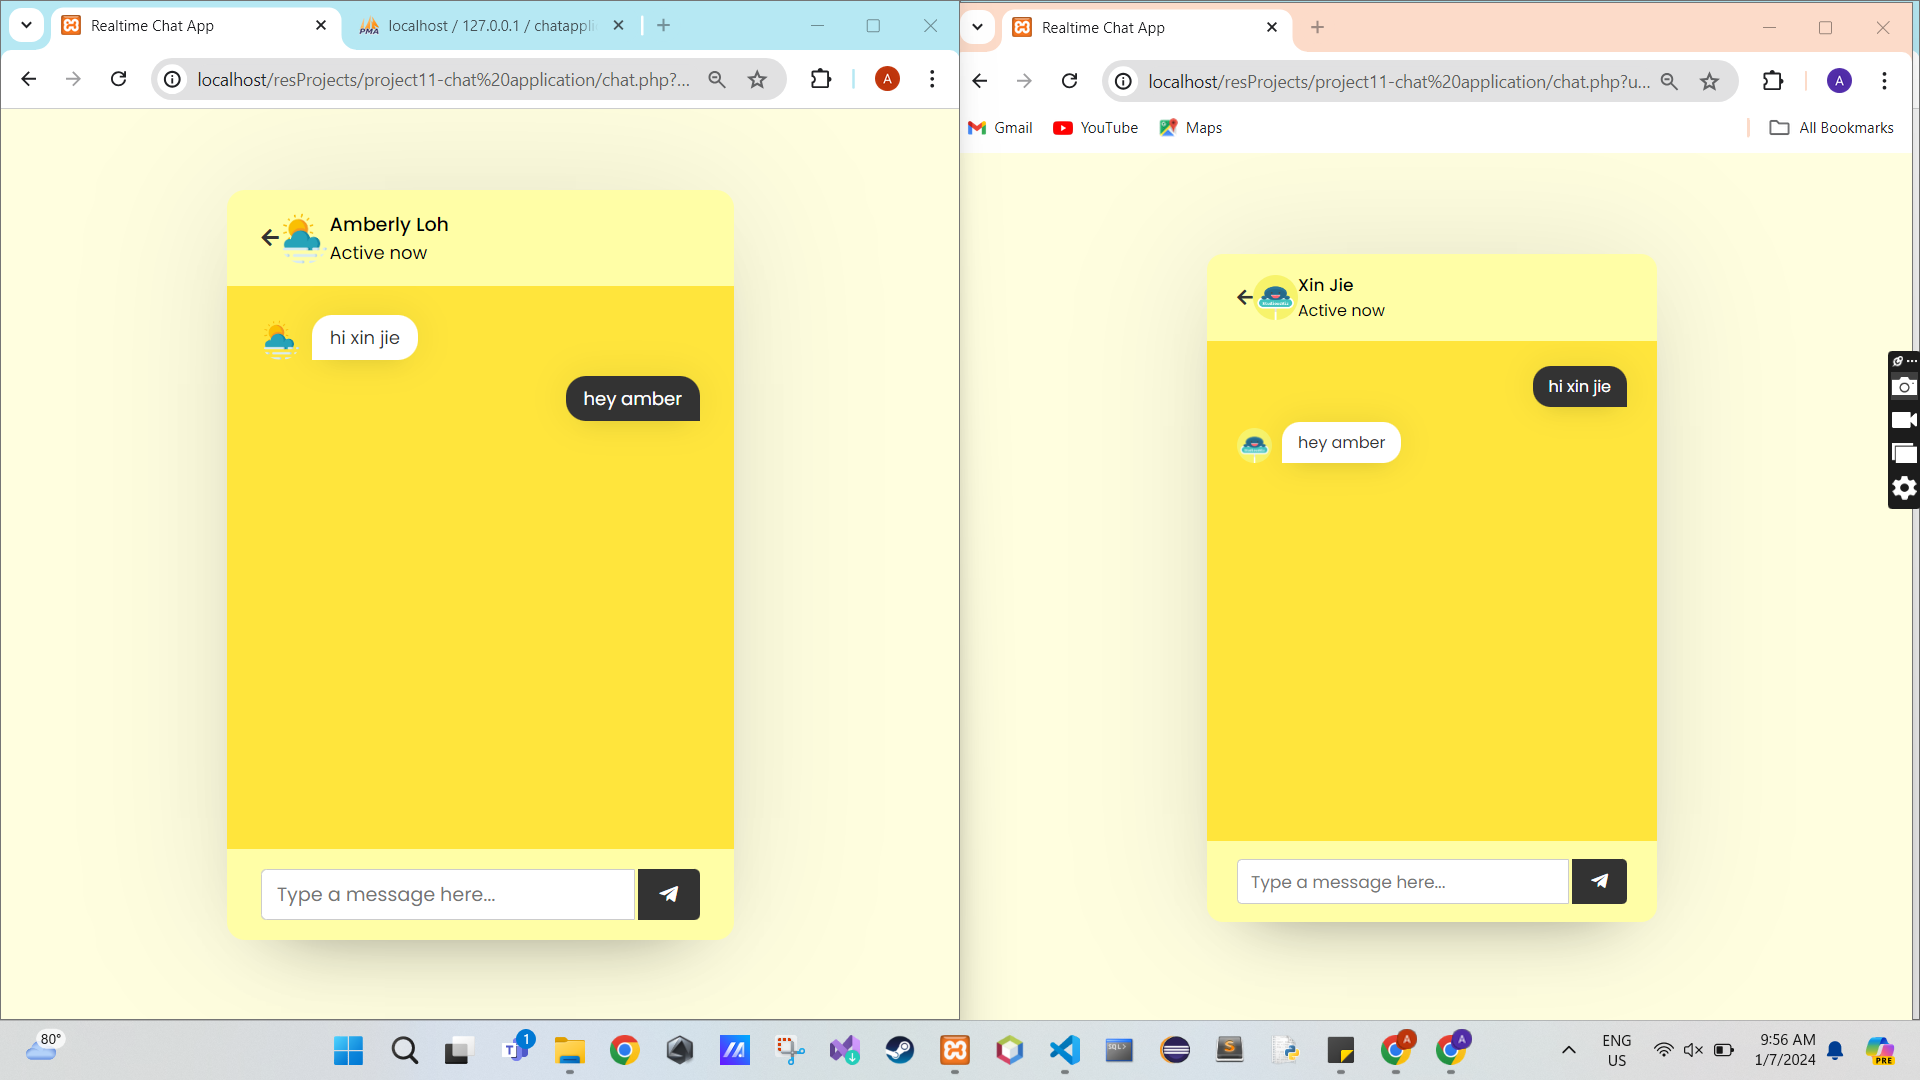 Realtime Chat App
localhost / 127.0.0.1 / chatappli
localhost/resProjects/project11-chat%20application/chat.php?...
A
Amberly Loh
Active now
hi xin jie
hey amber
Type a message here...
Realtime Chat App
localhost/resProjects/project11-chat%20application/chat.php?u...
A
Gmail
YouTube
Maps
All Bookmarks
Xin Jie
Active now
hi xin jie
hey amber
Type a message here...
80°
1
T
SQL>
S
A
A
ENG
US
9:56 AM
1/7/2024
PRE